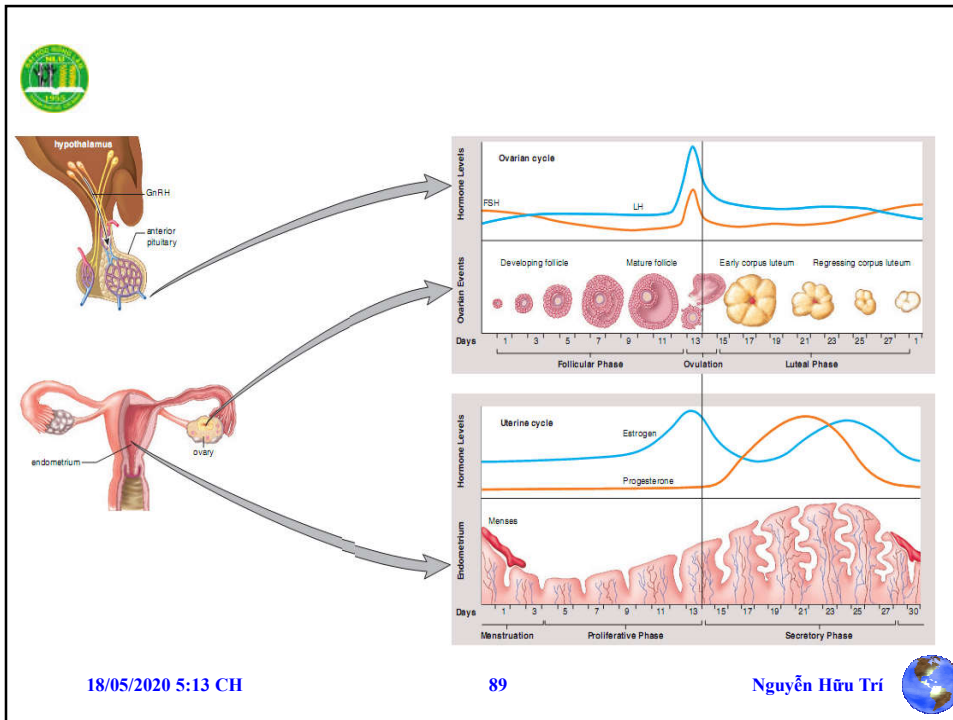 NLU
1955
hypothalamus
GnRH
anterior
pituitary
endometrium
ovary
Hormone Levels
Ovarian cycle
FSH
LH
Ovarian Events
Developing follicle
Mature follicle
Early corpus luteum
Regressing corpus luteum
Days
1 3 5 7 9 11 13 15 17 19 21 23 25 27 1
Follicular Phase
Ovulation
Luteal Phase
Hormone Levels
Uterine cycle
Estrogen
Progesterone
Endometrium
Menses
Days
1 3 5 7 9 11 13 15 17 19 21 23 25 27 30
Menstruation
Proliferative Phase
Secretory Phase
18/05/2020 5:13 CH
89
Nguyễn Hữu Trí